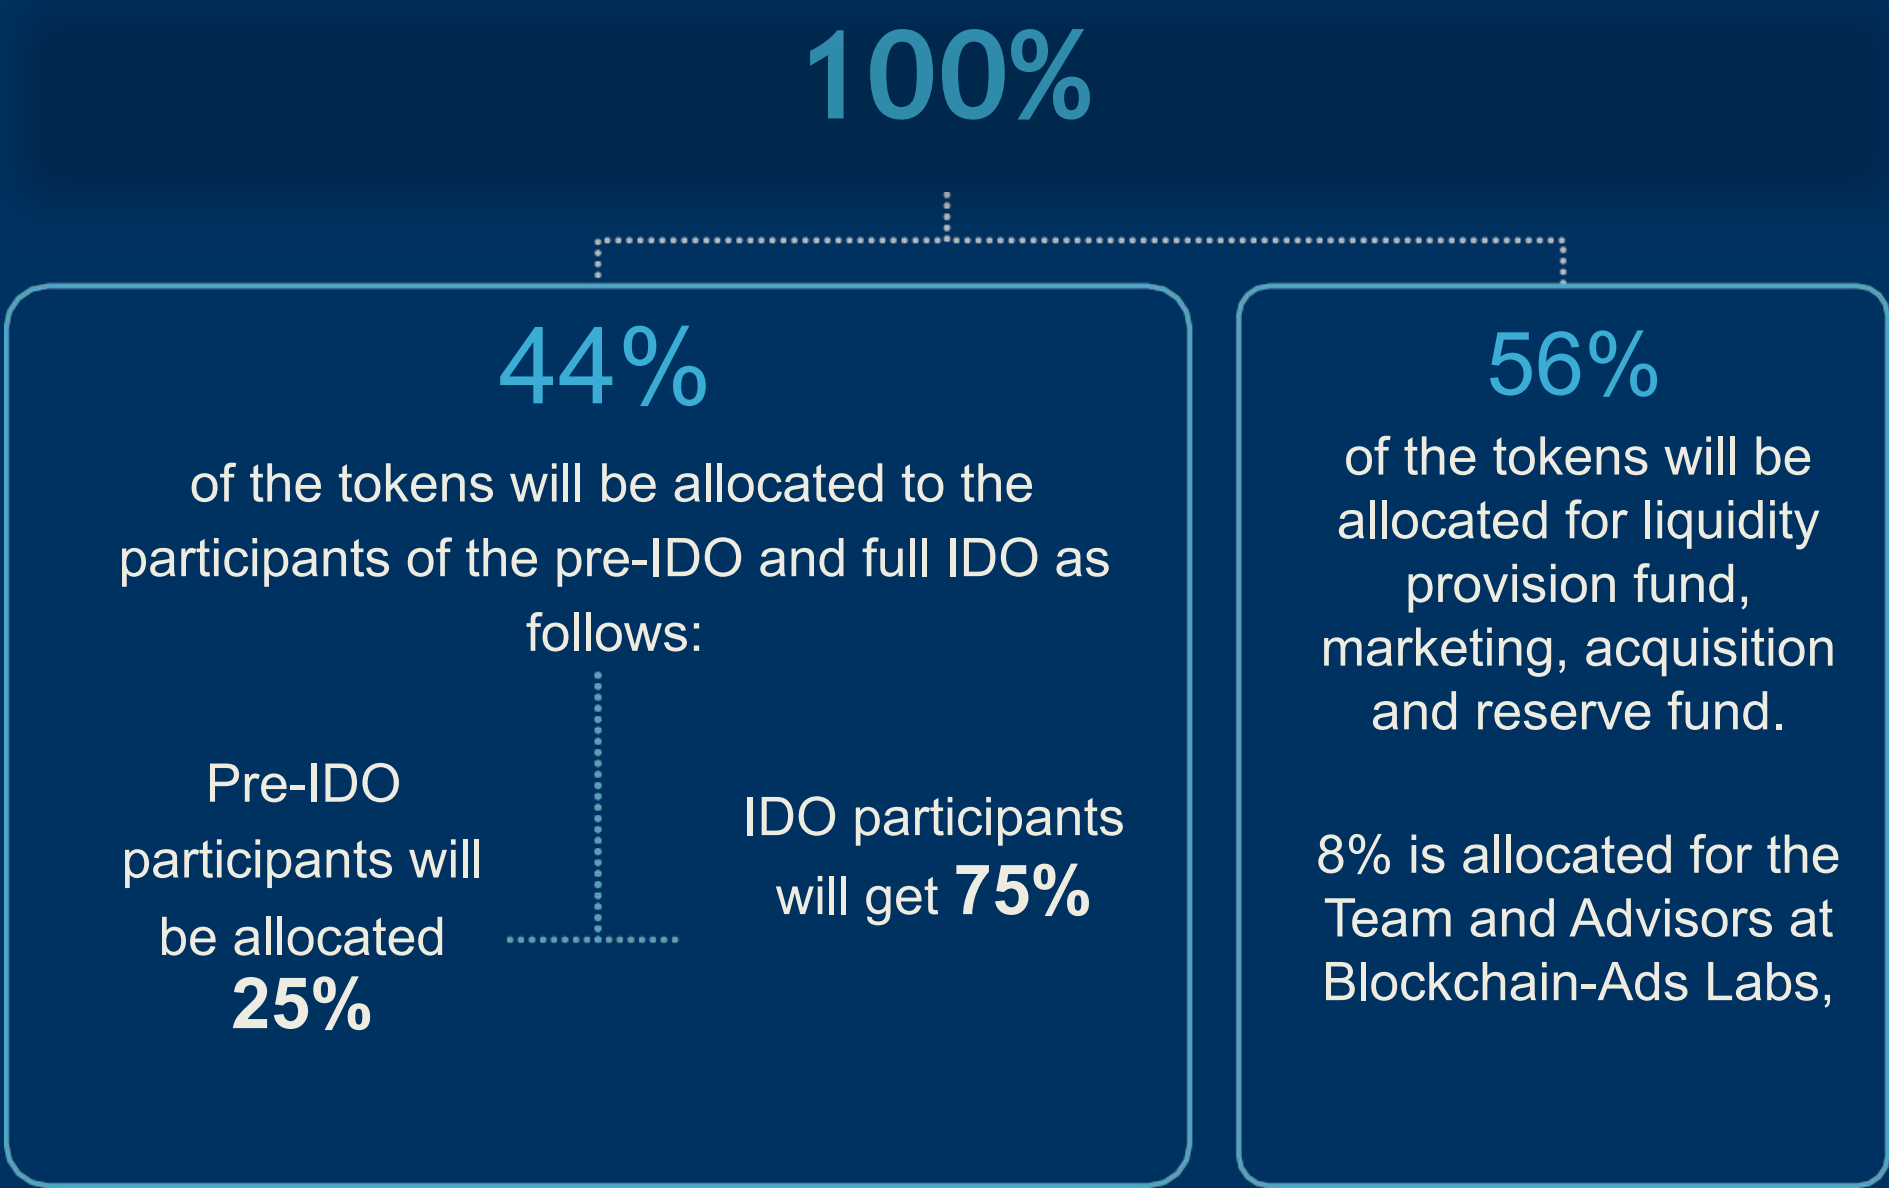 100%
44%
of the tokens will be allocated to the
participants of the pre-IDO and full IDO as
follows:
Pre-IDO
participants will
be allocated
25%
IDO participants
will get 75%
56%
of the tokens will be
allocated for liquidity
provision fund,
marketing, acquisition
and reserve fund.
8% is allocated for the
Team and Advisors at
Blockchain-Ads Labs,